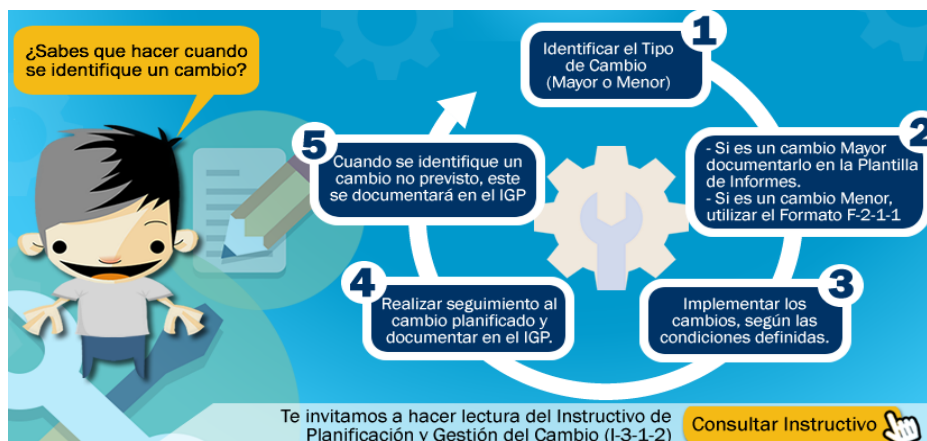 ¿Sabes que hacer cuando
se identifique un cambio?
1
Identificar el Tipo
de Cambio
(Mayor o Menor)
2
- Si es un cambio Mayor
documentarlo en la Plantilla
de Informes.
- Si es un cambio Menor,
utilizar el Formato F-2-1-1
3
Implementar los
cambios, según las
condiciones definidas.
4
Realizar seguimiento al
cambio planificado y
documentar en el IGP.
5
Cuando se identifique un
cambio no previsto, este
se documentará en el IGP
Te invitamos a hacer lectura del Instructivo de
Planificación y Gestión del Cambio (I-3-1-2)
Consultar Instructivo